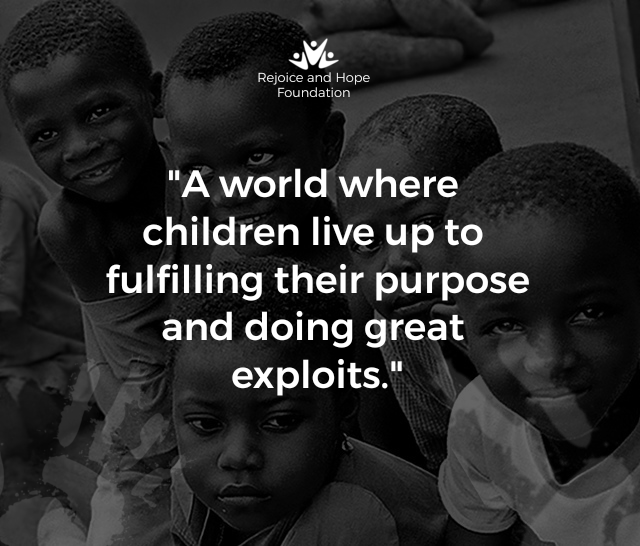 Rejoice and Hope
Foundation
"A world where
children live up to
fulfilling their purpose
and doing great
exploits."